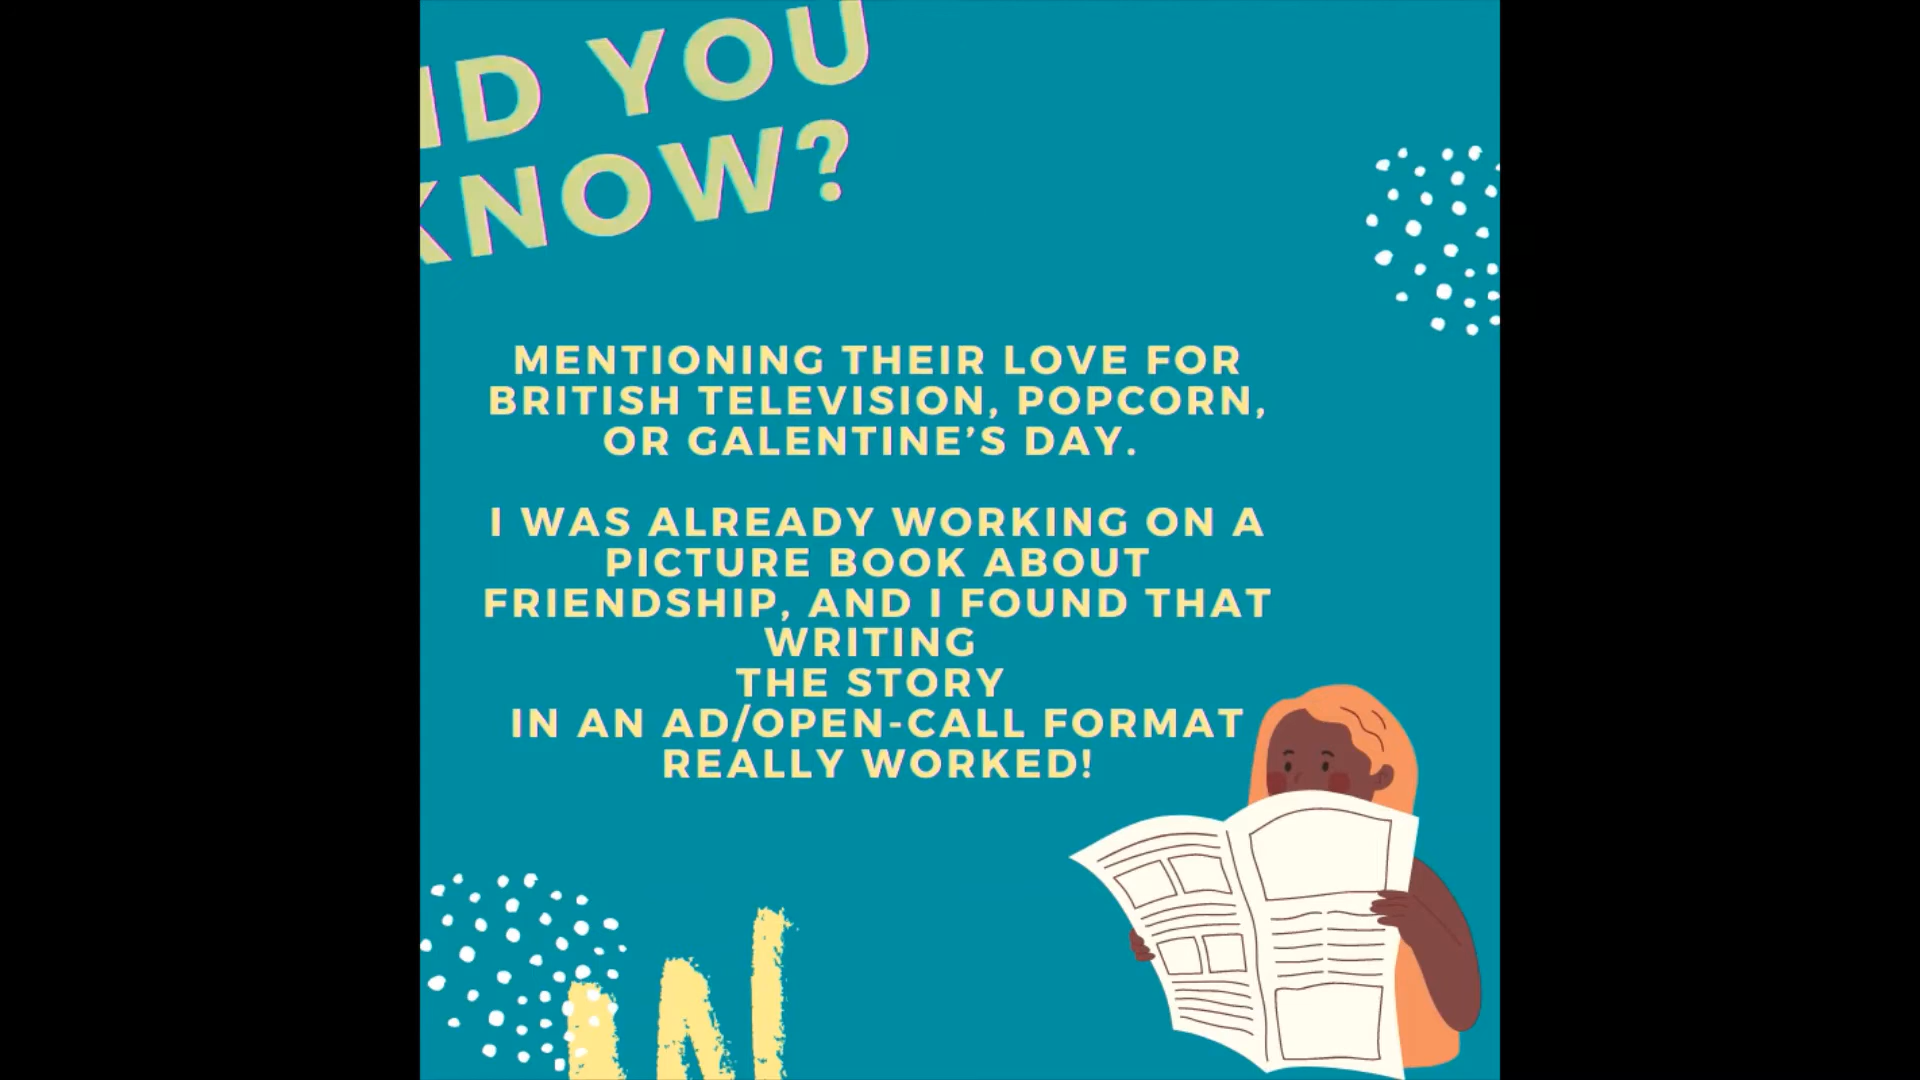 ID YOU
KNOW?
MENTIONING THEIR LOVE FOR
BRITISH TELEVISION, POPCORN,
OR GALENTINE'S DAY.
I WAS ALREADY WORKING ON A
PICTURE BOOK ABOUT
FRIENDSHIP, AND I FOUND THAT
WRITING
THE STORY
IN AN AD/OPEN-CALL FORMAT
REALLY WORKED!